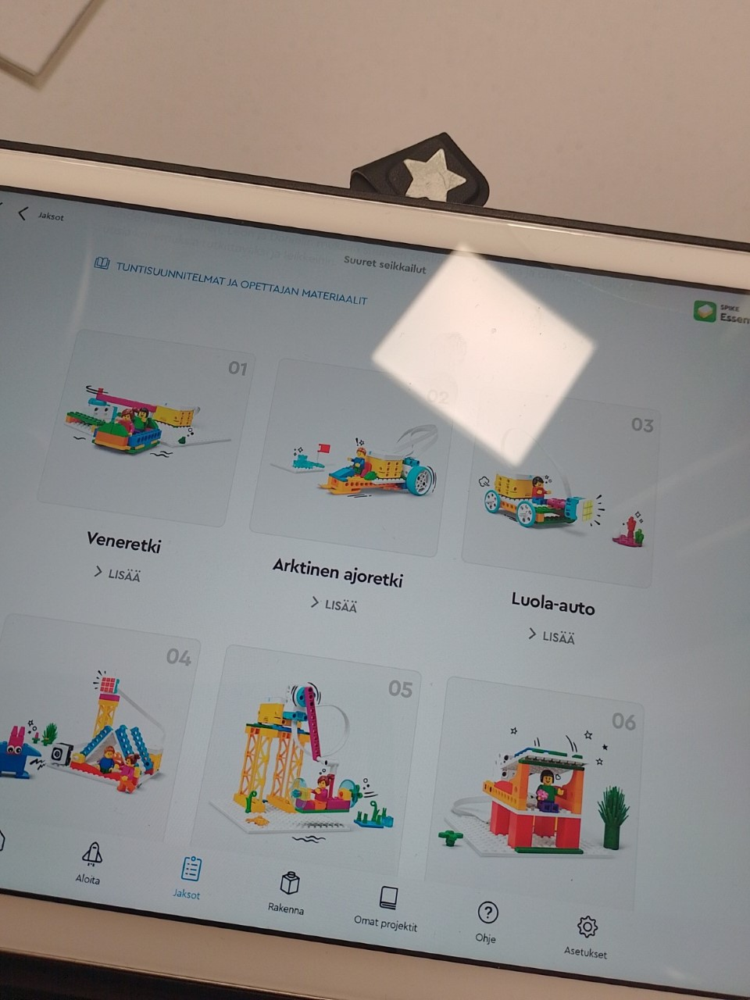 Jaksot
Suuret seikkailut
TUNTISUUNNITELMAT JA OPETTAJAN MATERIAALIT
SPIKE
Essen
01
02
03
Veneretki
Arktinen ajoretki
Luola-auto
> LISÄÄ
> LISÄÄ
> LISÄÄ
04
05
06
Aloita
Jaksot
Rakenna
Omat projektit
Ohje
Asetukset